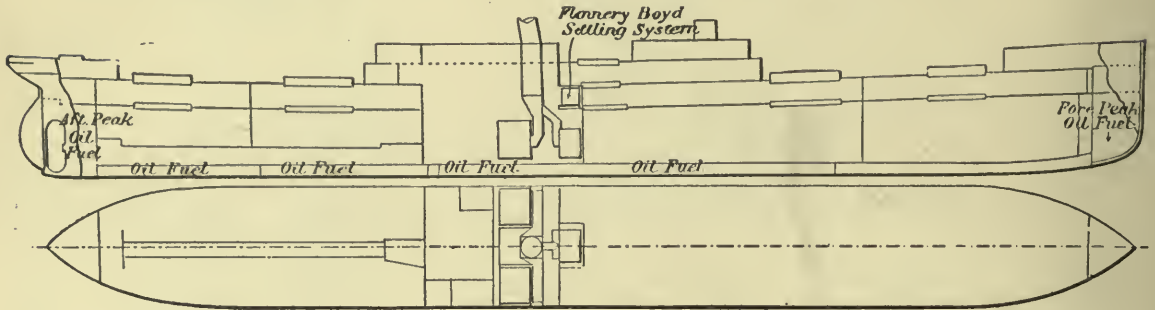 Flannery Boyd
Settling System
Aft. Peak
Oil
Fuel
Fore Peak
Oil Fuel
Oil Fuel
Oil Fuel
Oil Fuel
Oil Fuel